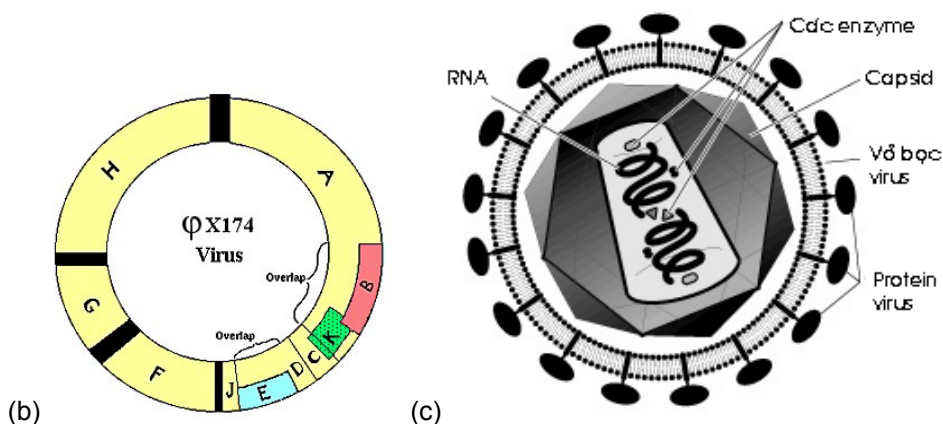 H
A
φX174
Virus
G
Overlap
B
Overlap
K
C
D
E
J
F
(b)
Các enzyme
RNA
Capsid
Vỏ bọc
virus
Protein
virus
(c)